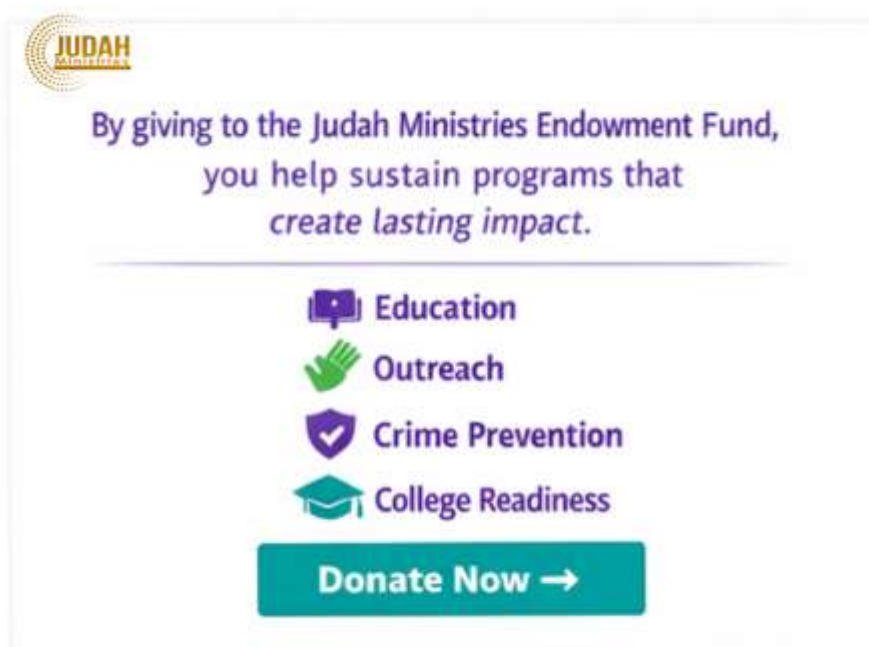 JUDAH
Ministries
By giving to the Judah Ministries Endowment Fund,
you help sustain programs that
create lasting impact.
Education
Outreach
Crime Prevention
College Readiness
Donate Now →